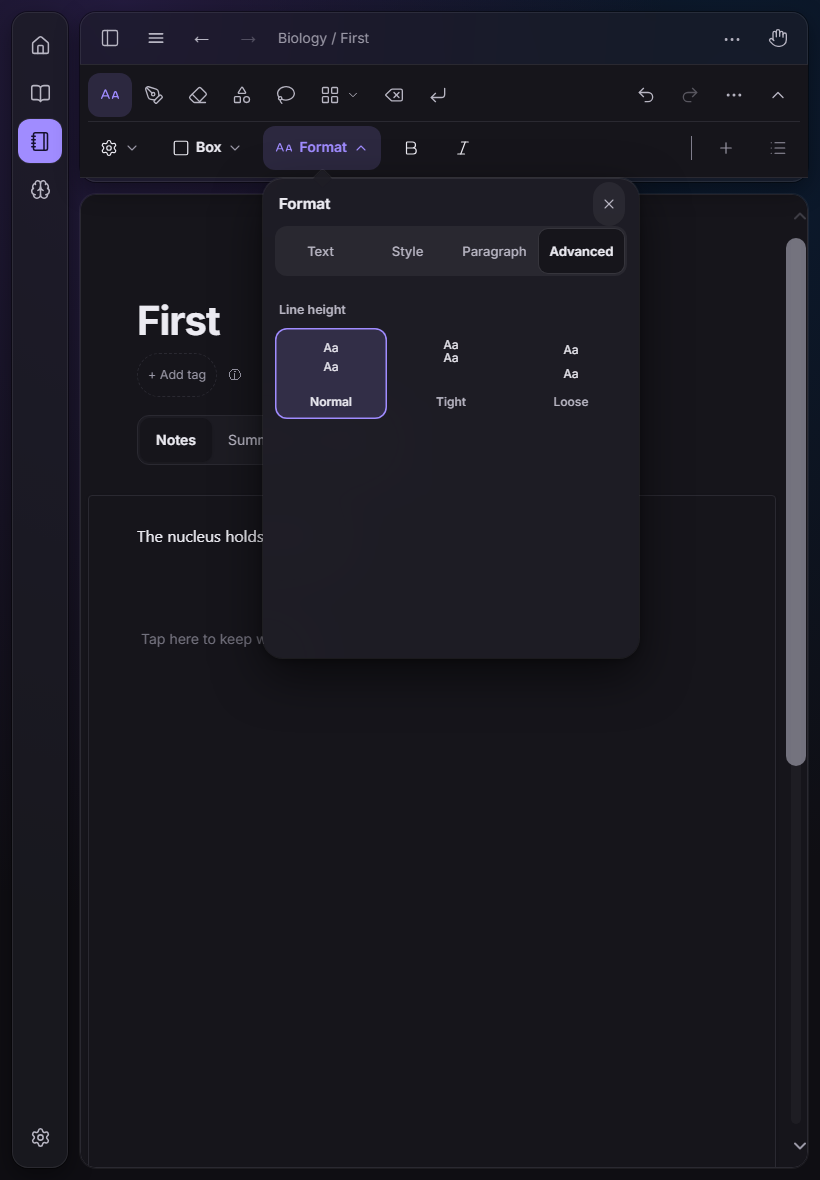 Biology / First
AA
Box
AA Format
B
I
Format
Text Style Paragraph Advanced
Line height
Aa
Aa
Normal
Aa
Aa
Tight
Aa
Aa
Loose
First
+ Add tag
Notes
Summ
The nucleus holds
Tap here to keep w